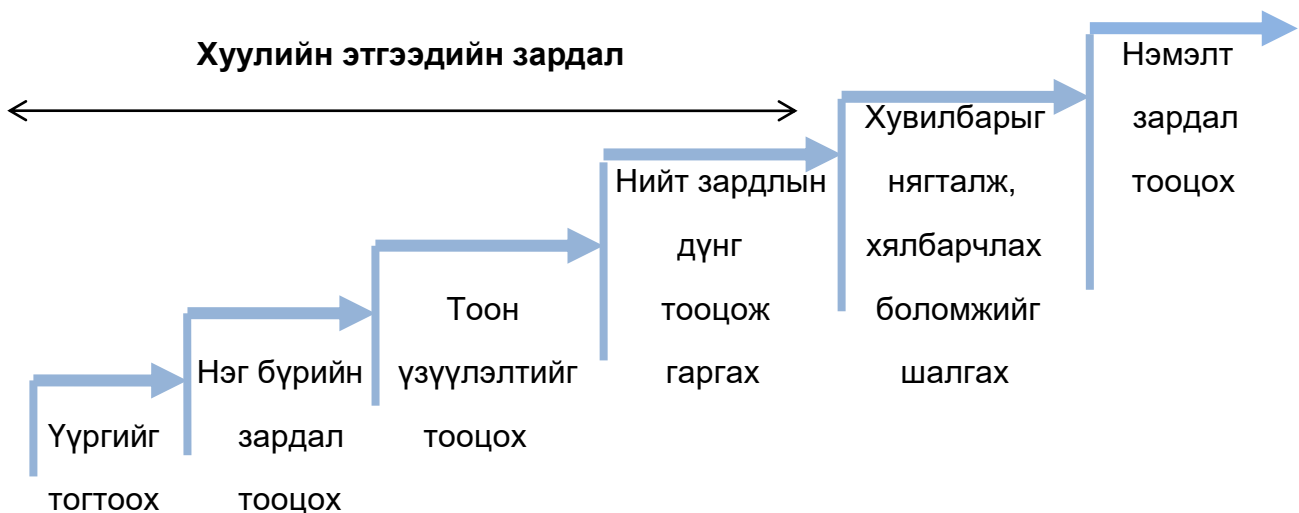 Хуулийн этгээдийн зардал
Үүргийг
тогтоох
Нэг бүрийн
зардал
тооцох
Тоон
үзүүлэлтийг
тооцох
Нийт зардлын
дүнг
тооцож
гаргах
Хувилбарыг
нягталж,
хялбарчлах
боломжийг
шалгах
Нэмэлт
зардал
тооцох